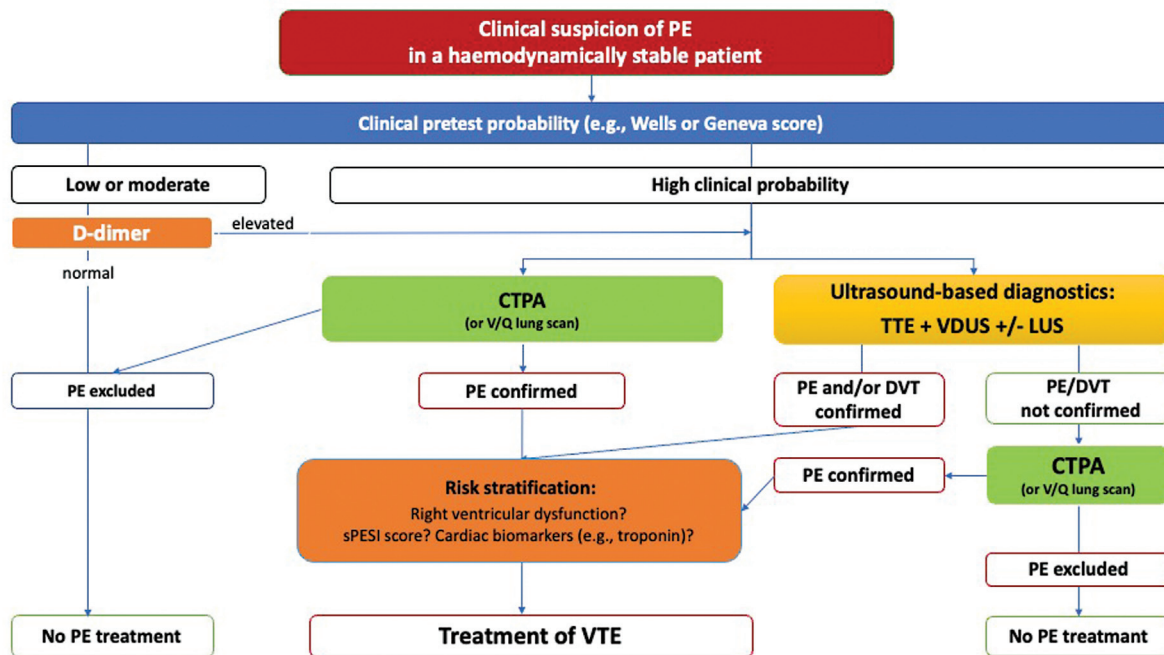 Clinical suspicion of PE
in a haemodynamically stable patient
Clinical pretest probability (e.g., Wells or Geneva score)
Low or moderate
High clinical probability
D-dimer
elevated
normal
CTPA
(or V/Q lung scan)
Ultrasound-based diagnostics:
TTE + VDUS +/- LUS
PE excluded
PE confirmed
PE and/or DVT
confirmed
PE/DVT
not confirmed
Risk stratification:
Right ventricular dysfunction?
sPESI score? Cardiac biomarkers (e.g., troponin)?
PE confirmed
CTPA
(or V/Q lung scan)
PE excluded
No PE treatment
Treatment of VTE
No PE treatmant